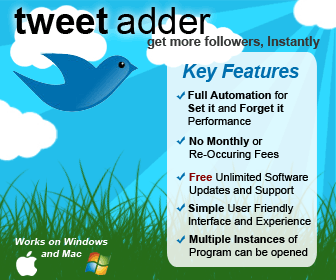 tweet adder
get more followers, Instantly
Key Features
Full Automation for
Set it and Forget it
Performance
No Monthly or
Re-Occuring Fees
Free Unlimited Software
Updates and Support
Simple User Friendly
Interface and Experience
Multiple Instances of
Program can be opened
Works on Windows
and Mac